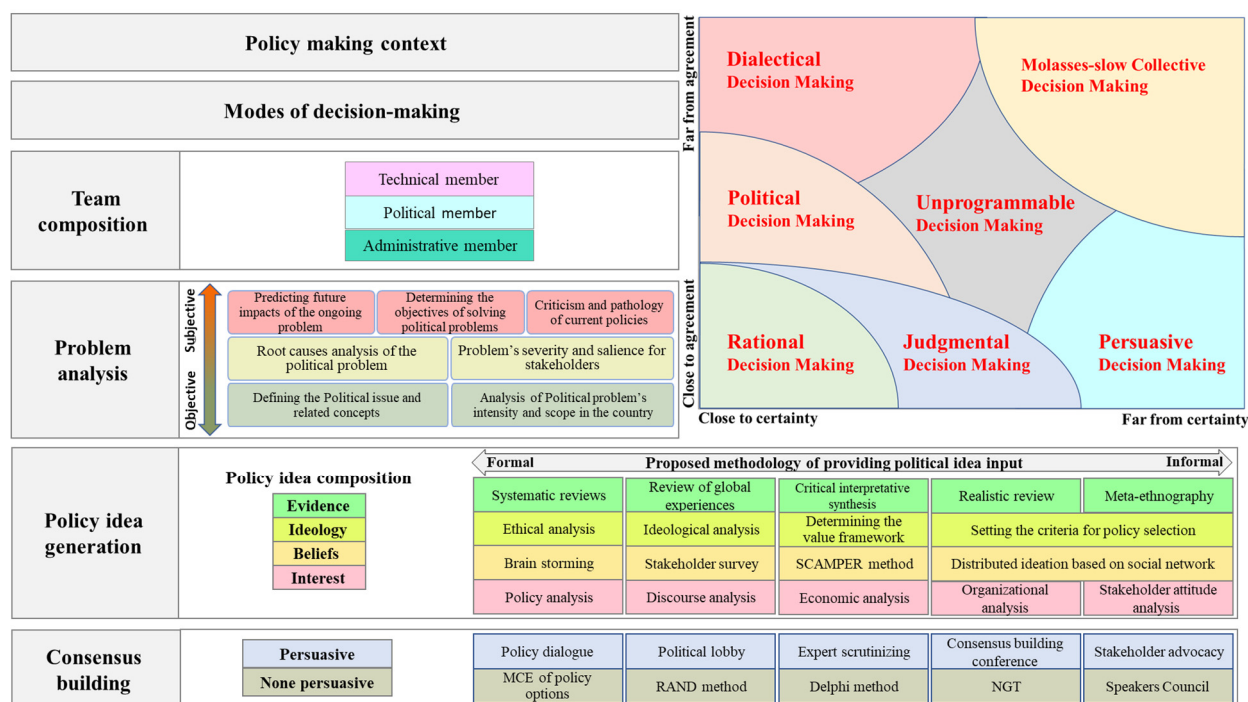 Policy making context
Modes of decision-making
Team
composition
Technical member
Political member
Administrative member
Problem
analysis
Subjective
Objective
Predicting future
impacts of the ongoing
problem
Determining the
objectives of solving
political problems
Criticism and pathology
of current policies
Root causes analysis of the
political problem
Problem's severity and salience for
stakeholders
Defining the Political issue and
related concepts
Analysis of Political problem's
intensity and scope in the country
Far from agreement
Close to agreement
Dialectical
Decision Making
Molasses-slow Collective
Decision Making
Political
Decision Making
Unprogrammable
Decision Making
Rational
Decision Making
Judgmental
Decision Making
Persuasive
Decision Making
Close to certainty
Far from certainty
Policy idea
generation
Policy idea composition
Evidence
Ideology
Beliefs
Interest
Formal
Proposed methodology of providing political idea input
Informal
Systematic reviews
Review of global
experiences
Critical interpretative
synthesis
Realistic review
Meta-ethnography
Ethical analysis
Ideological analysis
Determining the
value framework
Setting the criteria for policy selection
Brain storming
Stakeholder survey
SCAMPER method
Distributed ideation based on social network
Policy analysis
Discourse analysis
Economic analysis
Organizational
analysis
Stakeholder attitude
analysis
Consensus
building
Persuasive
None persuasive
Policy dialogue
Political lobby
Expert scrutinizing
Consensus building
conference
Stakeholder advocacy
MCE of policy
options
RAND method
Delphi method
NGT
Speakers Council